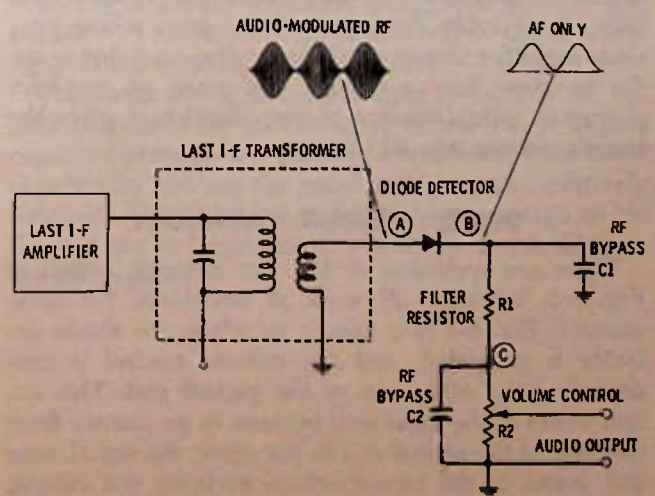 AUDIO-MODULATED RF
AF ONLY
LAST I-F TRANSFORMER
DIODE DETECTOR
LAST I-F
AMPLIFIER
A
B
RF
BYPASS
C1
FILTER
RESISTOR
R1
C
RF
BYPASS
C2
VOLUME CONTROL
R2
AUDIO OUTPUT